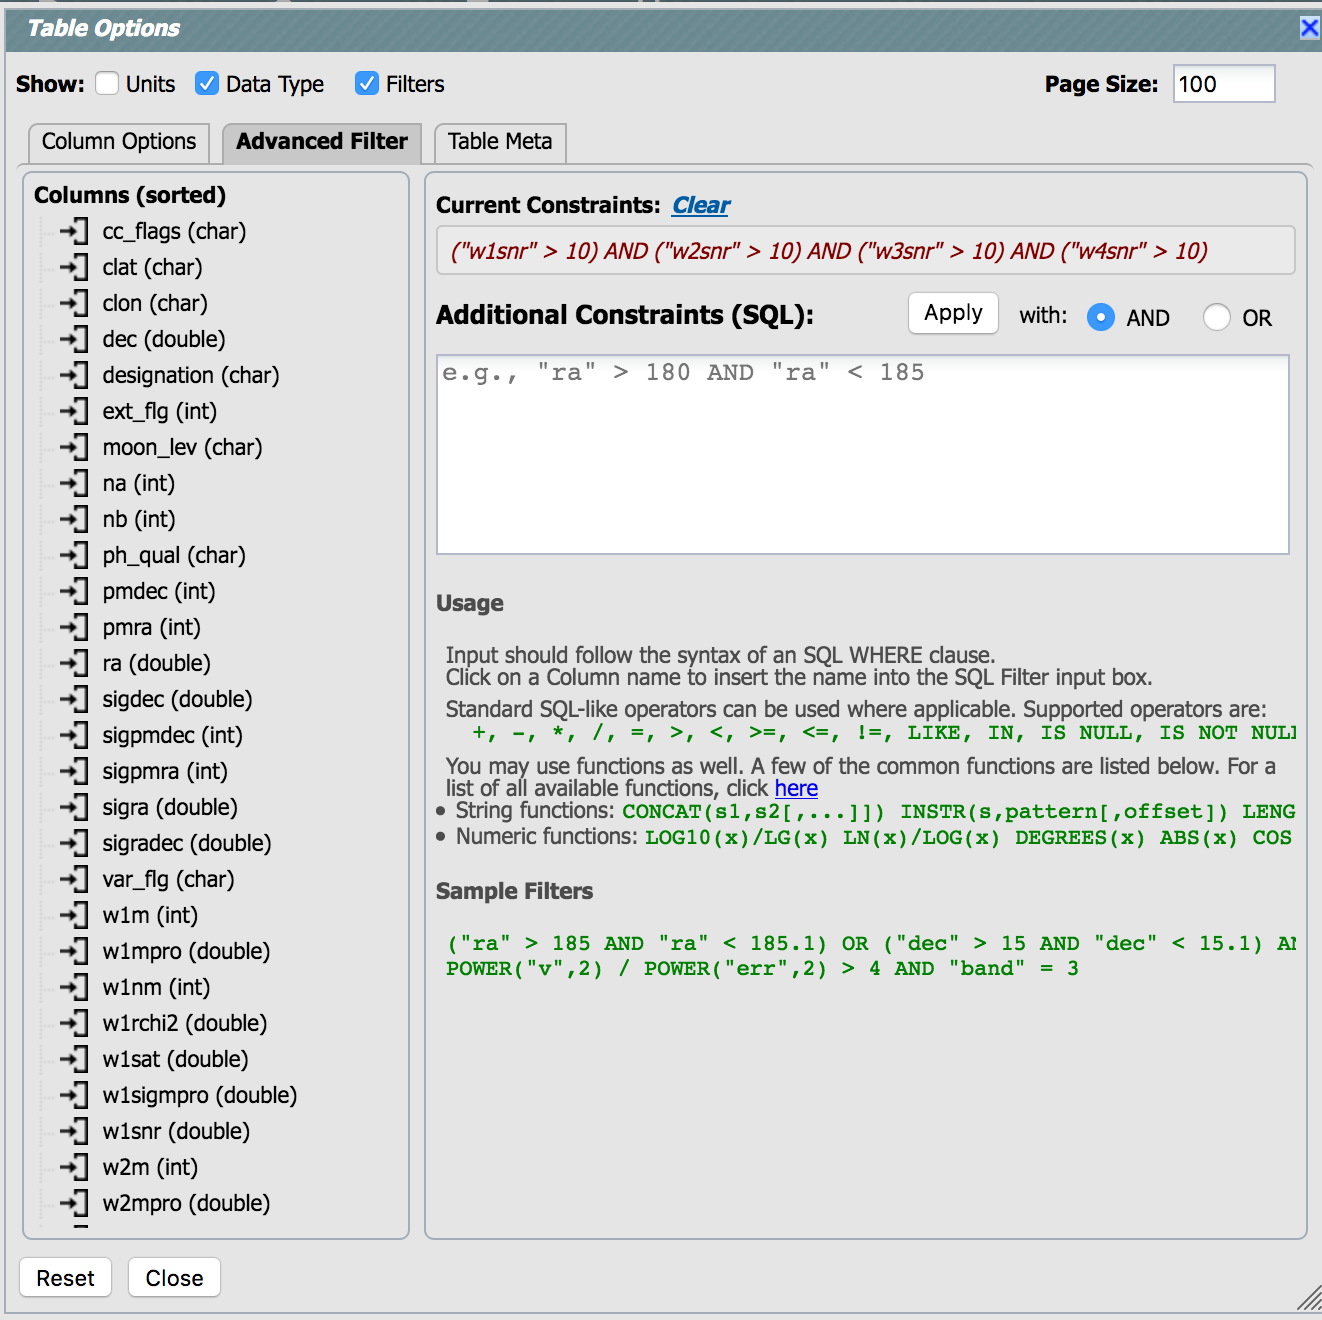 Table Options
Show: Units Data Type Filters Page Size: 100
Column Options Advanced Filter Table Meta
Columns (sorted)
cc_flags (char)
clat (char)
clon (char)
dec (double)
designation (char)
ext_flg (int)
moon_lev (char)
na (int)
nb (int)
ph_qual (char)
pmdec (int)
pmra (int)
ra (double)
sigdec (double)
sigpmdec (int)
sigpmra (int)
sigra (double)
sigradec (double)
var_flg (char)
w1m (int)
w1mpro (double)
w1nm (int)
w1rchi2 (double)
w1sat (double)
w1sigmpro (double)
w1snr (double)
w2m (int)
w2mpro (double)
Current Constraints: Clear
("w1snr" > 10) AND ("w2snr" > 10) AND ("w3snr" > 10) AND ("w4snr" > 10)
Additional Constraints (SQL): Apply with: AND OR
e.g., "ra" > 180 AND "ra" < 185
Usage
Input should follow the syntax of an SQL WHERE clause.
Click on a Column name to insert the name into the SQL Filter input box.
Standard SQL-like operators can be used where applicable. Supported operators are:
+, -, *, /, =, >, <, >=, <=, !=, LIKE, IN, IS NULL, IS NOT NULL
You may use functions as well. A few of the common functions are listed below. For a
list of all available functions, click here
• String functions: CONCAT(s1,s2[,...]]) INSTR(s,pattern[,offset]) LENG
• Numeric functions: LOG10(x)/LG(x) LN(x)/LOG(x) DEGREES(x) ABS(x) COS
Sample Filters
("ra" > 185 AND "ra" < 185.1) OR ("dec" > 15 AND "dec" < 15.1) AN
POWER("v",2) / POWER("err",2) > 4 AND "band" = 3
Reset Close